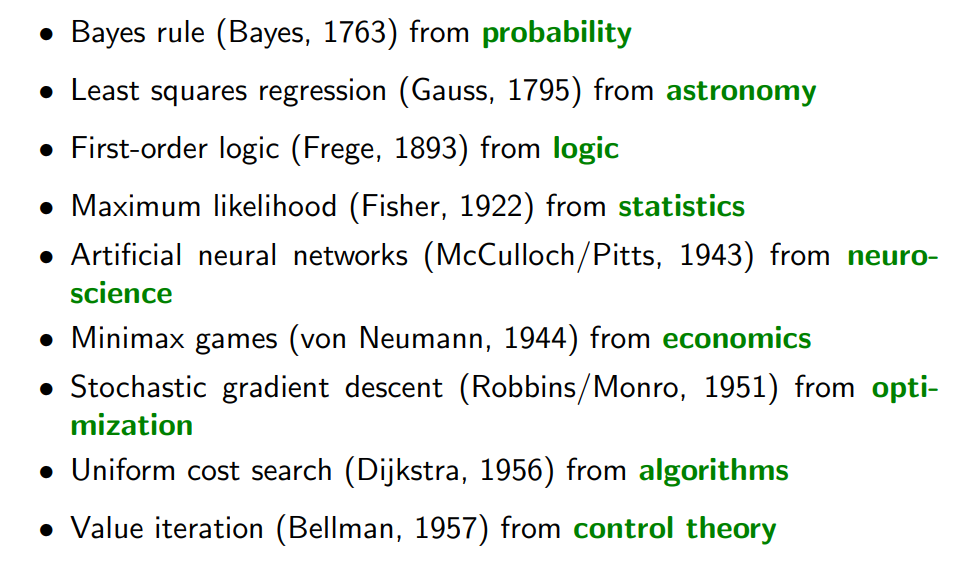 • Bayes rule (Bayes, 1763) from probability
• Least squares regression (Gauss, 1795) from astronomy
• First-order logic (Frege, 1893) from logic
• Maximum likelihood (Fisher, 1922) from statistics
• Artificial neural networks (McCulloch/Pitts, 1943) from neuro-
science
• Minimax games (von Neumann, 1944) from economics
• Stochastic gradient descent (Robbins/Monro, 1951) from opti-
mization
• Uniform cost search (Dijkstra, 1956) from algorithms
• Value iteration (Bellman, 1957) from control theory